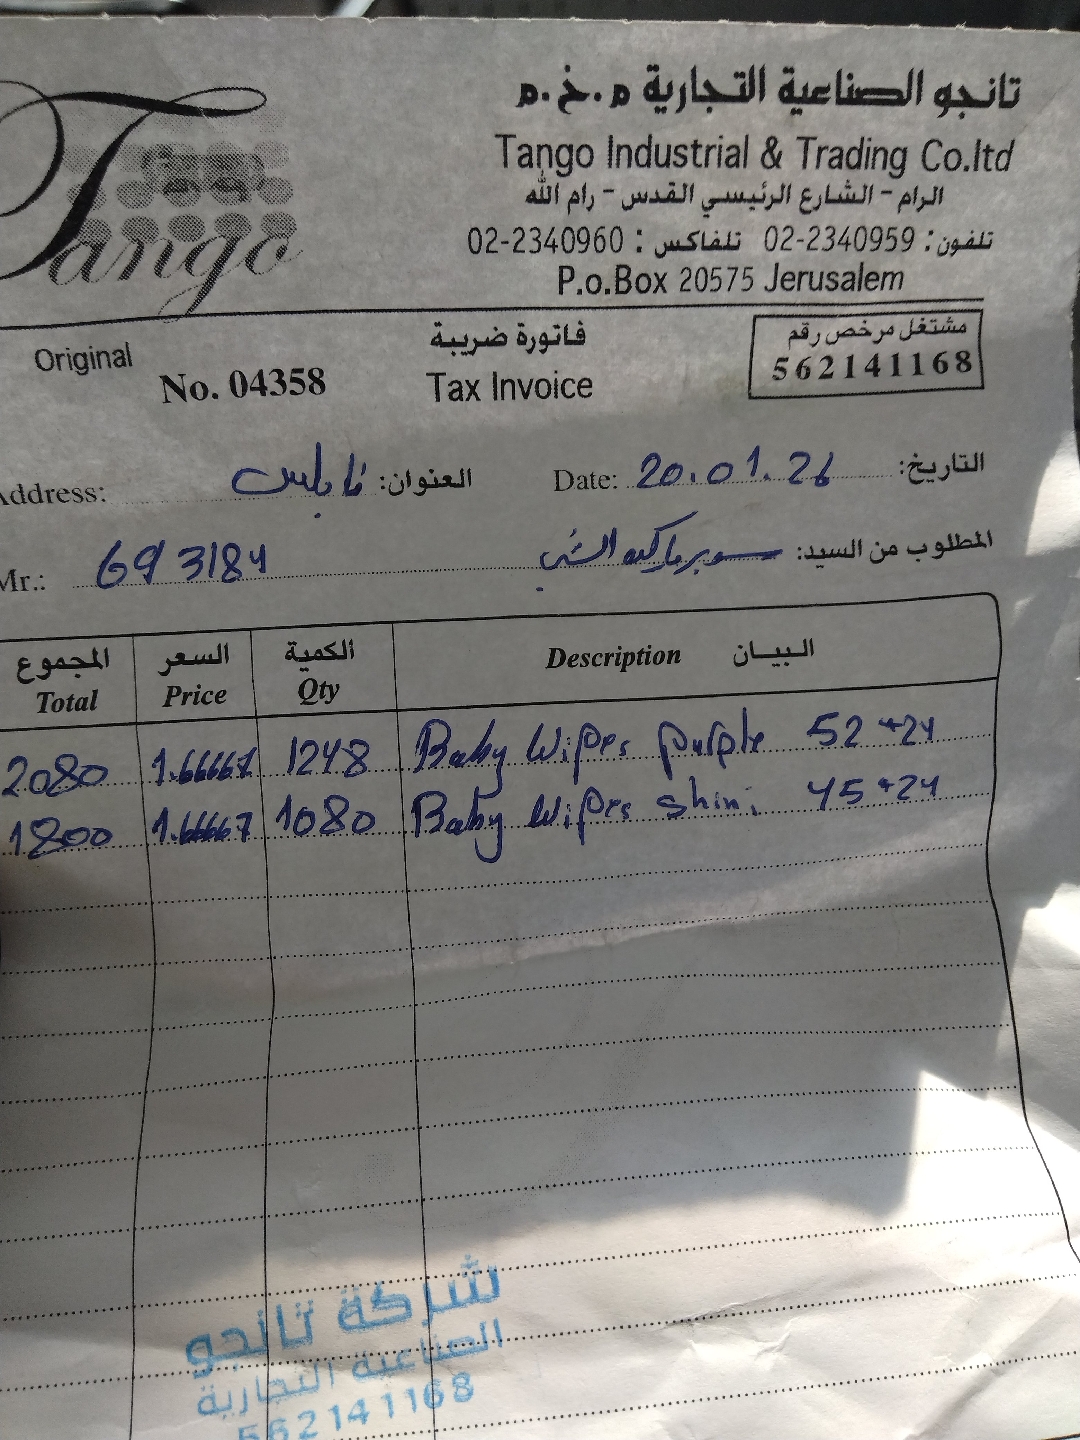 Tango
تانجو الصناعية التجارية م.خ.م
Tango Industrial & Trading Co.ltd
الرام - الشارع الرئيسي القدس - رام الله
تلفون: 02-2340959 تلفاكس : 02-2340960
P.o.Box 20575 Jerusalem
Original
No. 04358
فاتورة ضريبة
Tax Invoice
مشتغل مرخص رقم
562141168
التاريخ: 20.01.26 Date:
العنوان: نابلس Address:
المطلوب من السيد: سوبرماركت 693184 Mr.:
المجموع السعر الكمية البيان
Total Price Qty Description
2080 1.66667 1248 Baby Wipes purple 52*24
1800 1.66667 1080 Baby Wipes shini 45*24
شركة تانجو
الصناعية التجارية
562141168